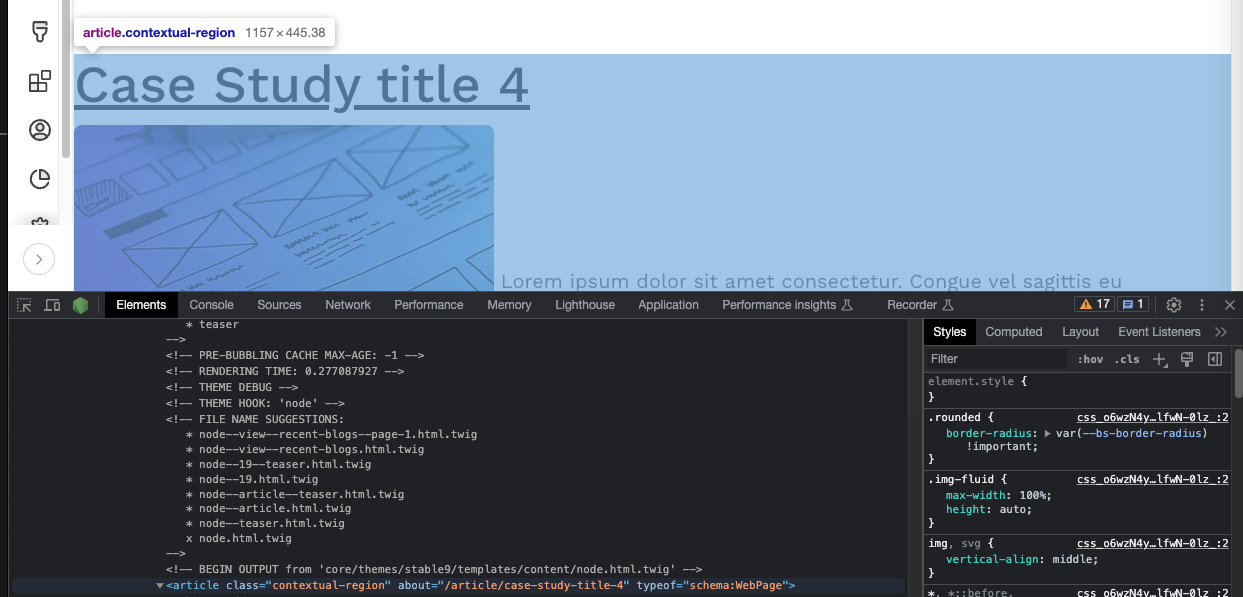 article.contextual-region 1157 × 445.38
Case Study title 4
Lorem ipsum dolor sit amet consectetur. Congue vel sagittis eu
Elements Console Sources Network Performance Memory Lighthouse Application Performance insights Recorder 17 1
* teaser
-->
<!-- PRE-BUBBLING CACHE MAX-AGE: -1 -->
<!-- RENDERING TIME: 0.277087927 -->
<!-- THEME DEBUG -->
<!-- THEME HOOK: 'node' -->
<!-- FILE NAME SUGGESTIONS:
* node--view--recent-blogs--page-1.html.twig
* node--view--recent-blogs.html.twig
* node--19--teaser.html.twig
* node--19.html.twig
* node--article--teaser.html.twig
* node--article.html.twig
* node--teaser.html.twig
x node.html.twig
-->
<!-- BEGIN OUTPUT from 'core/themes/stable9/templates/content/node.html.twig' -->
<article class="contextual-region" about="/article/case-study-title-4" typeof="schema:WebPage">
Styles Computed Layout Event Listeners
Filter :hov .cls
element.style {
}
.rounded { css_o6wzN4y…lfwN-0lz_:2
border-radius: var(--bs-border-radius)
!important;
}
.img-fluid { css_o6wzN4y…lfwN-0lz_:2
max-width: 100%;
height: auto;
}
img, svg { css_o6wzN4y…lfwN-0lz_:2
vertical-align: middle;
}
*, *::before, css_o6wzN4y…lfwN-0lz_:2